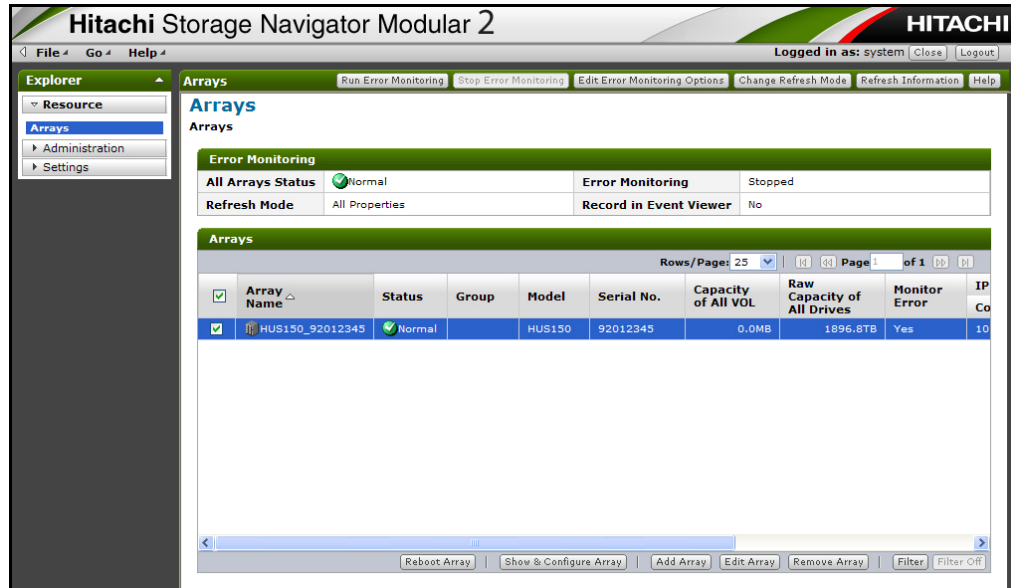 Hitachi Storage Navigator Modular 2 HITACHI
File Go Help Logged in as: system Close Logout
Explorer Arrays Run Error Monitoring Stop Error Monitoring Edit Error Monitoring Options Change Refresh Mode Refresh Information Help
Resource
Arrays
Administration
Settings
Arrays
Arrays
Error Monitoring
All Arrays Status Normal Error Monitoring Stopped
Refresh Mode All Properties Record in Event Viewer No
Arrays
Rows/Page: 25 Page 1 of 1
Array Name Status Group Model Serial No. Capacity of All VOL Raw Capacity of All Drives Monitor Error IP Co
HUS150_92012345 Normal HUS150 92012345 0.0MB 1896.8TB Yes 10
Reboot Array | Show & Configure Array | Add Array Edit Array Remove Array | Filter Filter Off